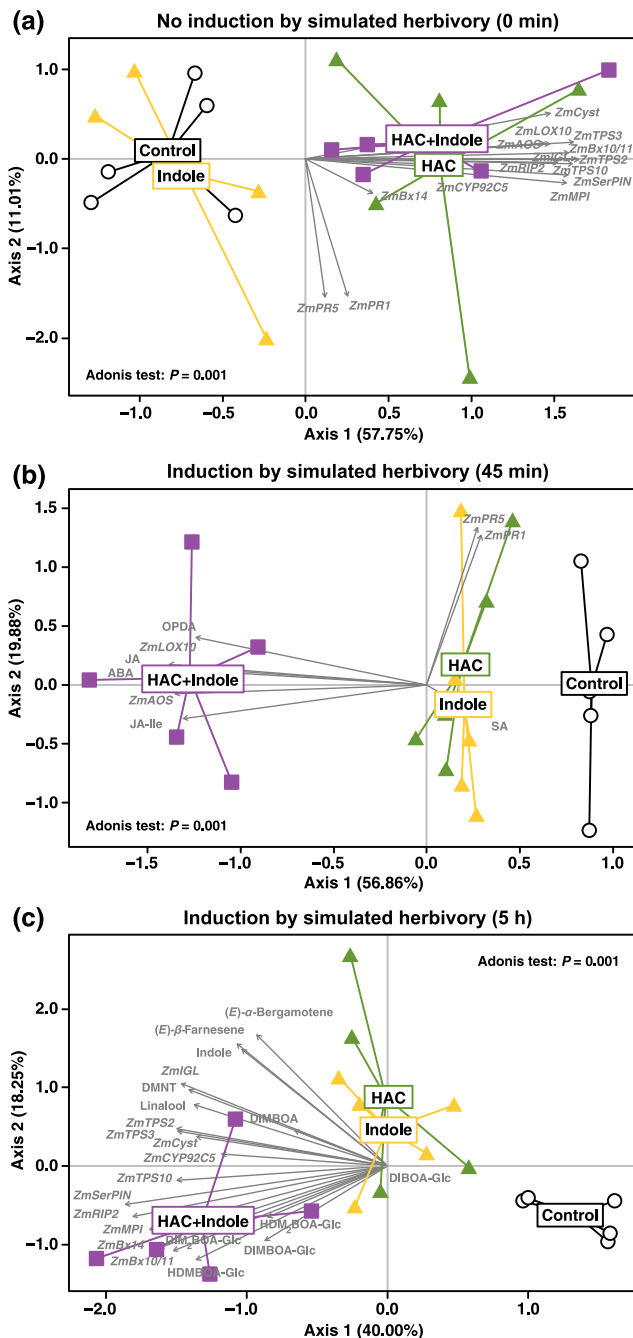 (a) No induction by simulated herbivory (0 min)
1.0
0.0
−1.0
−2.0
Axis 2 (11.01%)
Control
Indole
HAC+Indole
HAC
ZmCyst
ZmLOX10
ZmTPS3
ZmAOS
ZmBx10/11
ZmIGL
ZmTPS2
ZmRIP2
ZmTPS10
ZmCYP92C5
ZmSerPIN
ZmBx14
ZmMPI
ZmPR5
ZmPR1
Adonis test: P = 0.001
−1.0 −0.5 0.0 0.5 1.0 1.5
Axis 1 (57.75%)
(b) Induction by simulated herbivory (45 min)
1.5
1.0
0.5
0.0
−0.5
−1.0
Axis 2 (19.88%)
ZmPR5
ZmPR1
OPDA
ZmLOX10
JA
ABA
HAC+Indole
ZmAOS
JA-Ile
HAC
Indole
SA
Control
Adonis test: P = 0.001
−1.5 −1.0 −0.5 0.0 0.5 1.0
Axis 1 (56.86%)
(c) Induction by simulated herbivory (5 h)
2.0
1.0
0.0
−1.0
Axis 2 (18.25%)
Adonis test: P = 0.001
(E)-α-Bergamotene
(E)-β-Farnesene
Indole
ZmIGL
DMNT
Linalool
DIMBOA
ZmTPS2
ZmTPS3
ZmCyst
ZmCYP92C5
ZmTPS10
ZmSerPIN
ZmRIP2
ZmMPI
ZmBx14
ZmBx10/11
HAC
Indole
DIBOA-Glc
HAC+Indole
HDM₂BOA-Glc
DIM₂BOA-Glc
DIMBOA-Glc
HDMBOA-Glc
Control
−2.0 −1.0 0.0 1.0
Axis 1 (40.00%)